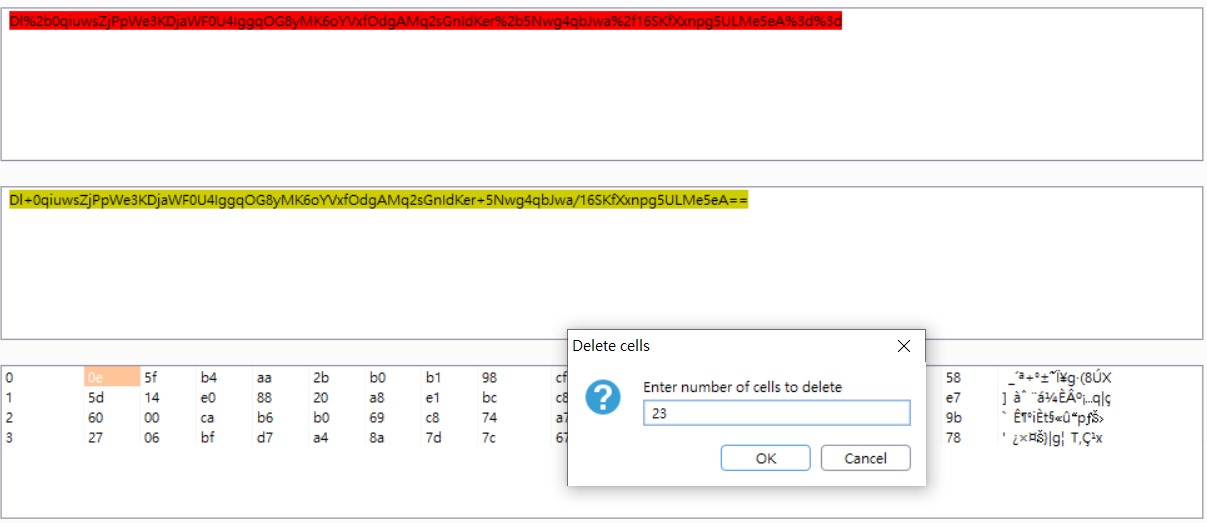 Dl%2b0qiuwsZjPpWe3KDjaWF0U4IggqOG8yMK6oYVxfOdgAMq2sGnIdKer%2b5Nwg4qbJwa%2f16SKfXxnpg5ULMe5eA%3d%3d
Dl+0qiuwsZjPpWe3KDjaWF0U4IggqOG8yMK6oYVxfOdgAMq2sGnIdKer+5Nwg4qbJwa/16SKfXxnpg5ULMe5eA==
Delete cells
Enter number of cells to delete
23
OK Cancel
0 0e 5f b4 aa 2b b0 b1 98 cf 58 _´ª+°±˜Ï¥g·(8ÚX
1 5d 14 e0 88 20 a8 e1 bc c8 e7 ] àˆ ¨á¼ÈÂº¡…q|ç
2 60 00 ca b6 b0 69 c8 74 a7 9b ` Ê¶°iÈt§«û“pƒŠ›
3 27 06 bf d7 a4 8a 7d 7c 67 78 ' ¿×¤Š}|g¦ T,Ç¹x